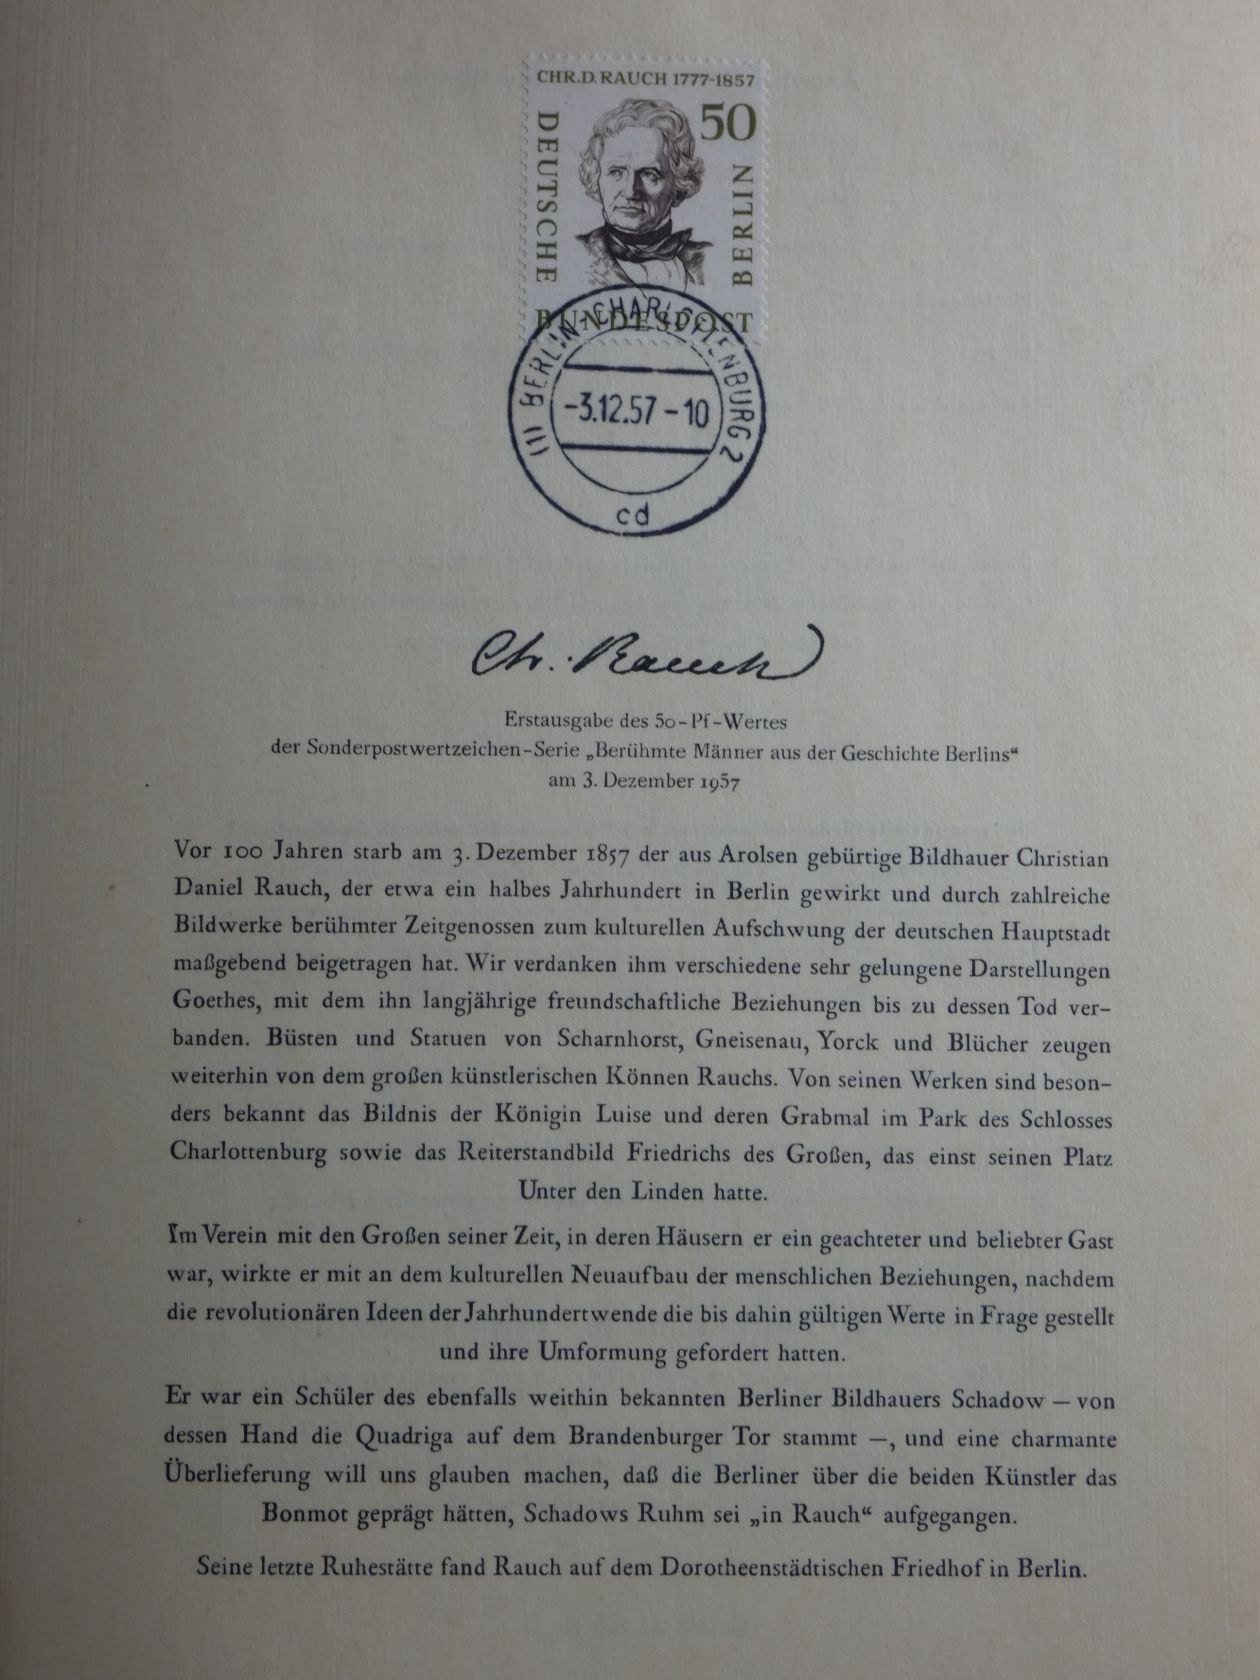 CHR.D.RAUCH 1777-1857
50
DEUTSCHE
BERLIN
BUNDESPOST
(1) BERLIN-CHARLOTTENBURG 2
-3.12.57-10
cd
Ch. Rauch
Erstausgabe des 50-Pf-Wertes
der Sonderpostwertzeichen-Serie „Berühmte Männer aus der Geschichte Berlins“
am 3. Dezember 1957
Vor 100 Jahren starb am 3. Dezember 1857 der aus Arolsen gebürtige Bildhauer Christian
Daniel Rauch, der etwa ein halbes Jahrhundert in Berlin gewirkt und durch zahlreiche
Bildwerke berühmter Zeitgenossen zum kulturellen Aufschwung der deutschen Hauptstadt
maßgebend beigetragen hat. Wir verdanken ihm verschiedene sehr gelungene Darstellungen
Goethes, mit dem ihn langjährige freundschaftliche Beziehungen bis zu dessen Tod ver-
banden. Büsten und Statuen von Scharnhorst, Gneisenau, Yorck und Blücher zeugen
weiterhin von dem großen künstlerischen Können Rauchs. Von seinen Werken sind beson-
ders bekannt das Bildnis der Königin Luise und deren Grabmal im Park des Schlosses
Charlottenburg sowie das Reiterstandbild Friedrichs des Großen, das einst seinen Platz
Unter den Linden hatte.
Im Verein mit den Großen seiner Zeit, in deren Häusern er ein geachteter und beliebter Gast
war, wirkte er mit an dem kulturellen Neuaufbau der menschlichen Beziehungen, nachdem
die revolutionären Ideen der Jahrhundertwende die bis dahin gültigen Werte in Frage gestellt
und ihre Umformung gefordert hatten.
Er war ein Schüler des ebenfalls weithin bekannten Berliner Bildhauers Schadow — von
dessen Hand die Quadriga auf dem Brandenburger Tor stammt —, und eine charmante
Überlieferung will uns glauben machen, daß die Berliner über die beiden Künstler das
Bonmot geprägt hätten, Schadows Ruhm sei „in Rauch“ aufgegangen.
Seine letzte Ruhestätte fand Rauch auf dem Dorotheenstädtischen Friedhof in Berlin.